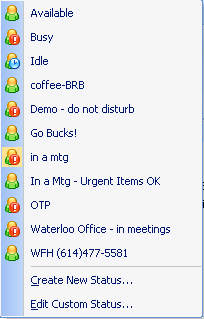 Available
Busy
Idle
coffee-BRB
Demo - do not disturb
Go Bucks!
in a mtg
In a Mtg - Urgent Items OK
OTP
Waterloo Office - in meetings
WFH (614)477-5581
Create New Status...
Edit Custom Status...